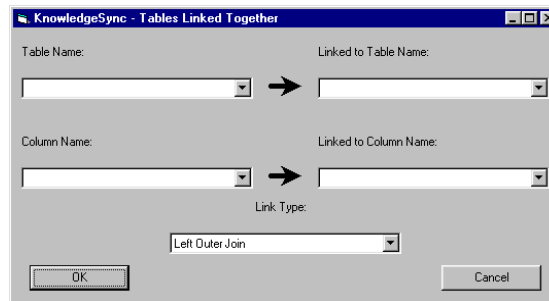 KnowledgeSync - Tables Linked Together
Table Name: Linked to Table Name:
Column Name: Linked to Column Name:
Link Type:
Left Outer Join
OK Cancel